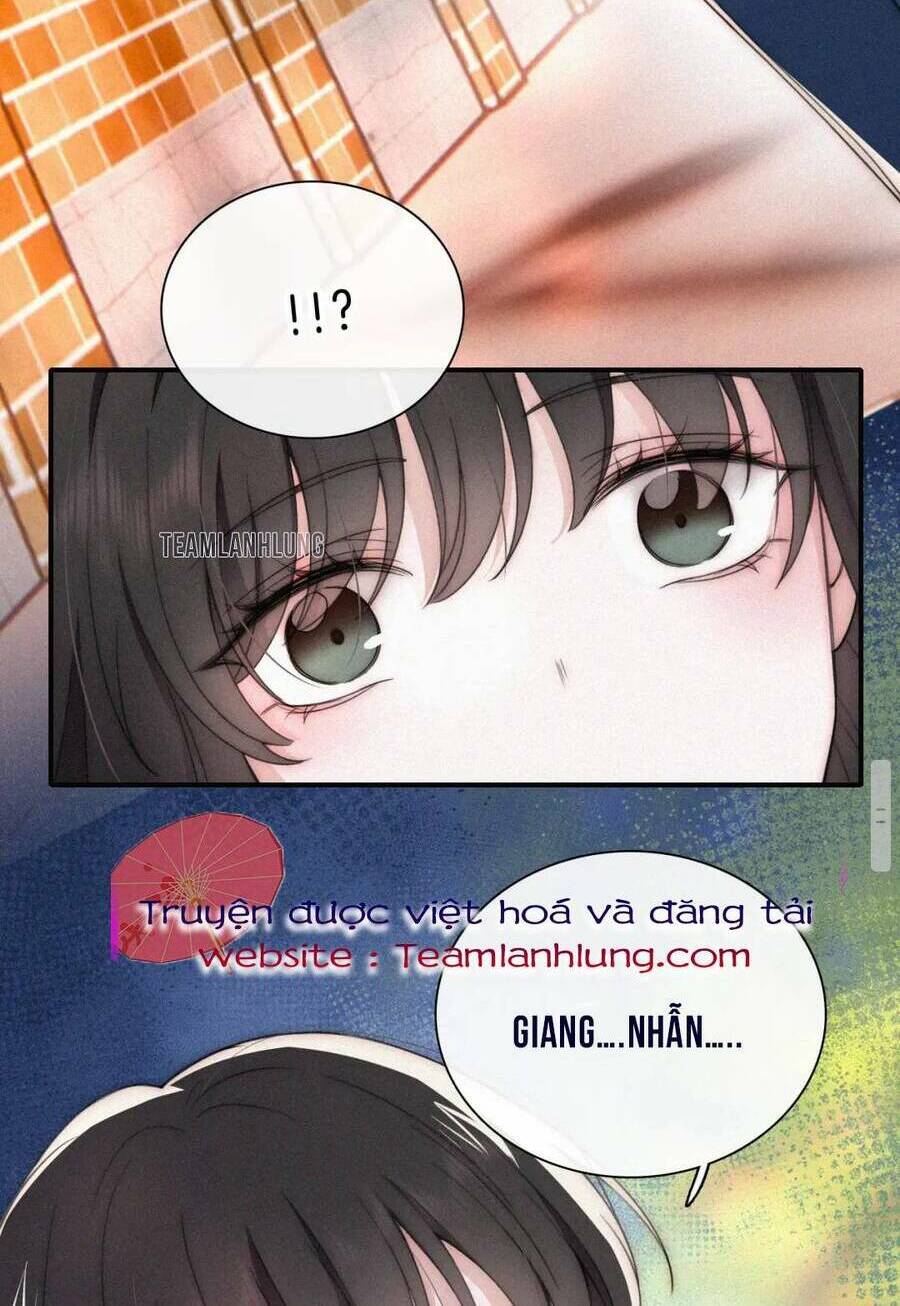 !!?
TEAMLANHLUNG
Truyện được việt hoá và đăng tải
website : Teamlanhlung.com
GIANG....NHẪN.....